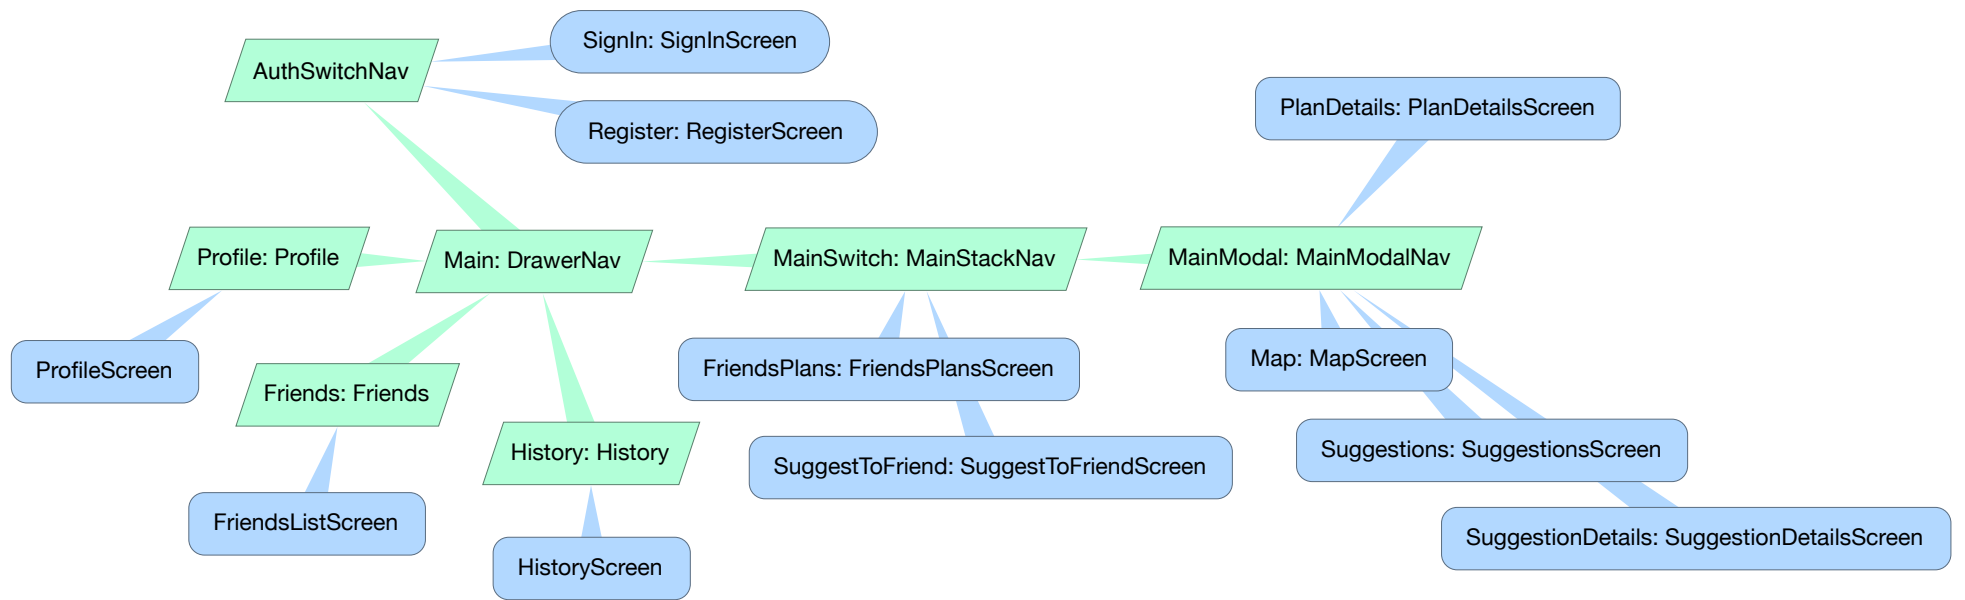 SignIn: SignInScreen
AuthSwitchNav
Register: RegisterScreen
PlanDetails: PlanDetailsScreen
Profile: Profile
Main: DrawerNav
MainSwitch: MainStackNav
MainModal: MainModalNav
ProfileScreen
Friends: Friends
FriendsPlans: FriendsPlansScreen
Map: MapScreen
History: History
SuggestToFriend: SuggestToFriendScreen
Suggestions: SuggestionsScreen
FriendsListScreen
HistoryScreen
SuggestionDetails: SuggestionDetailsScreen